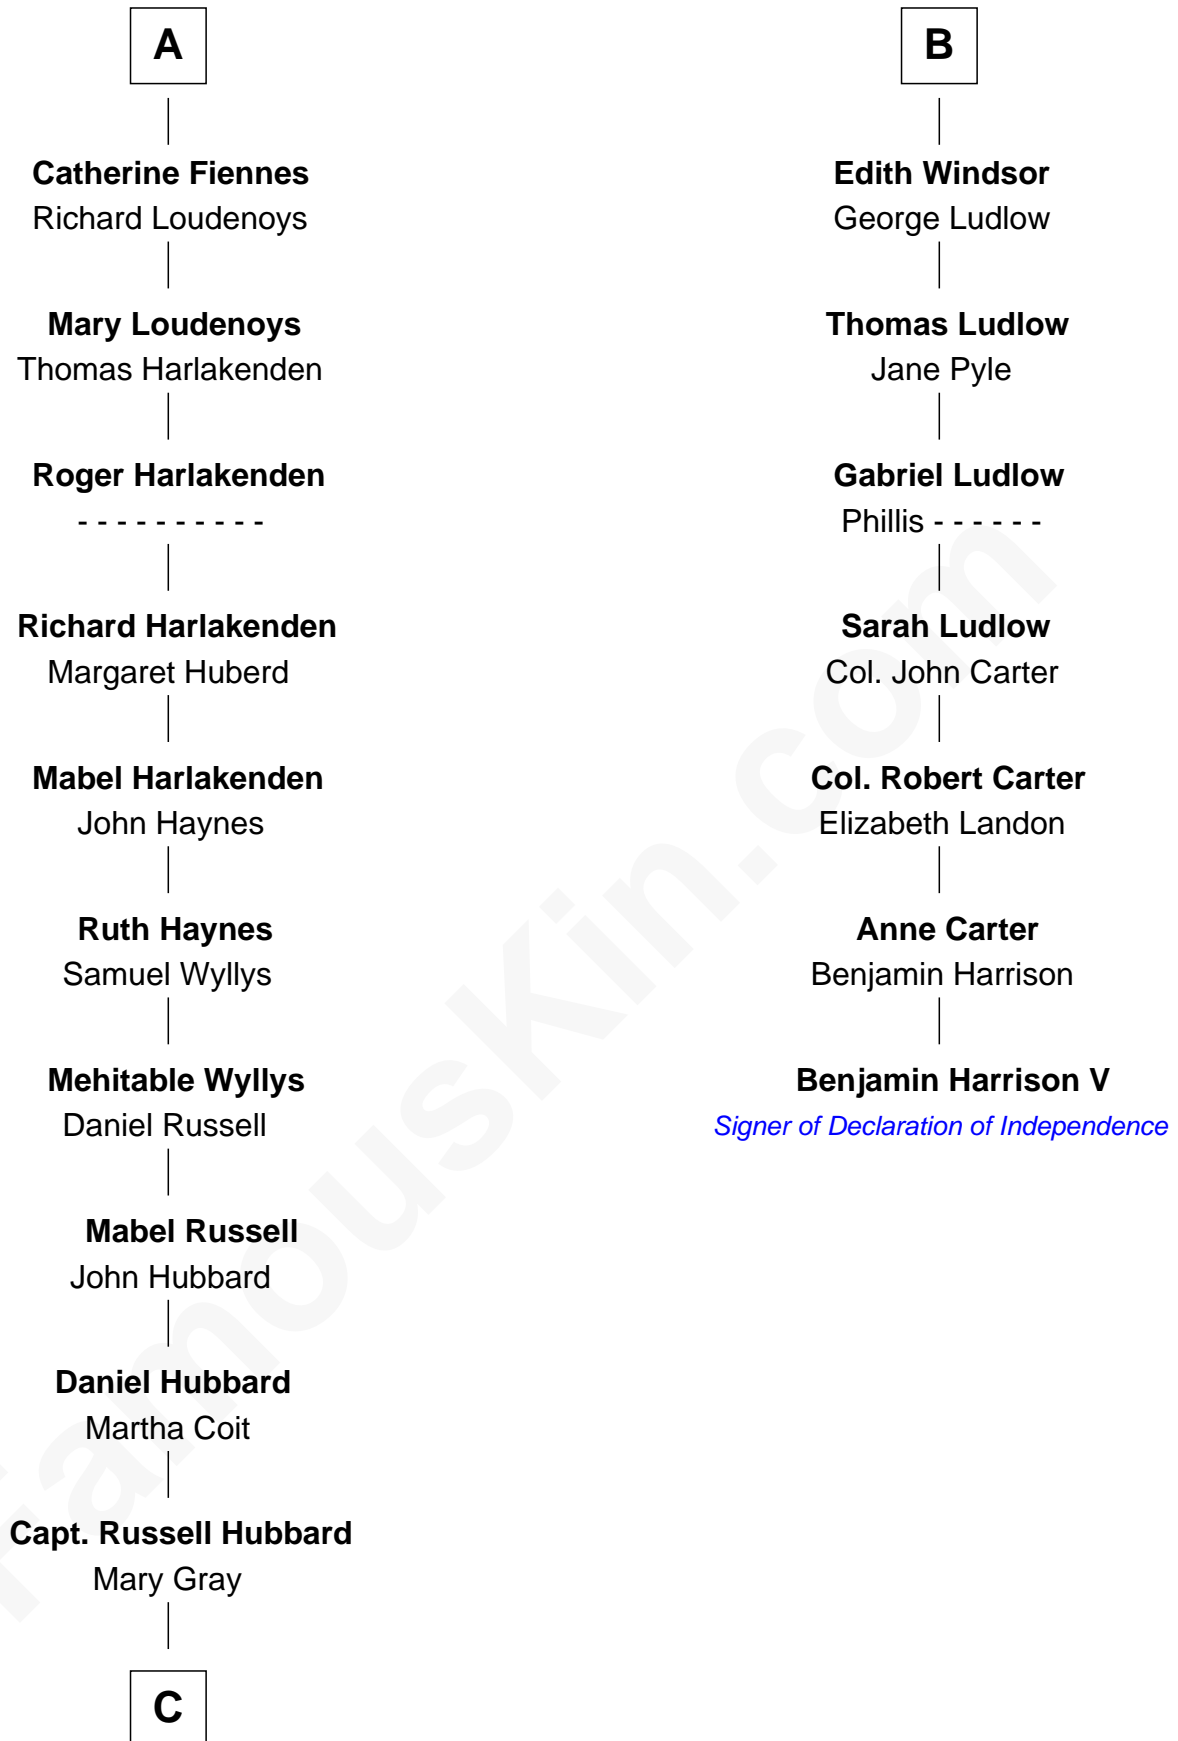 A
Catherine Fiennes
Richard Loudenoys
Mary Loudenoys
Thomas Harlakenden
Roger Harlakenden
- - - - - - - - - -
Richard Harlakenden
Margaret Huberd
Mabel Harlakenden
John Haynes
Ruth Haynes
Samuel Wyllys
Mehitable Wyllys
Daniel Russell
Mabel Russell
John Hubbard
Daniel Hubbard
Martha Coit
Capt. Russell Hubbard
Mary Gray
C
B
Edith Windsor
George Ludlow
Thomas Ludlow
Jane Pyle
Gabriel Ludlow
Phillis - - - - - -
Sarah Ludlow
Col. John Carter
Col. Robert Carter
Elizabeth Landon
Anne Carter
Benjamin Harrison
Benjamin Harrison V
Signer of Declaration of Independence
FamousKin.com